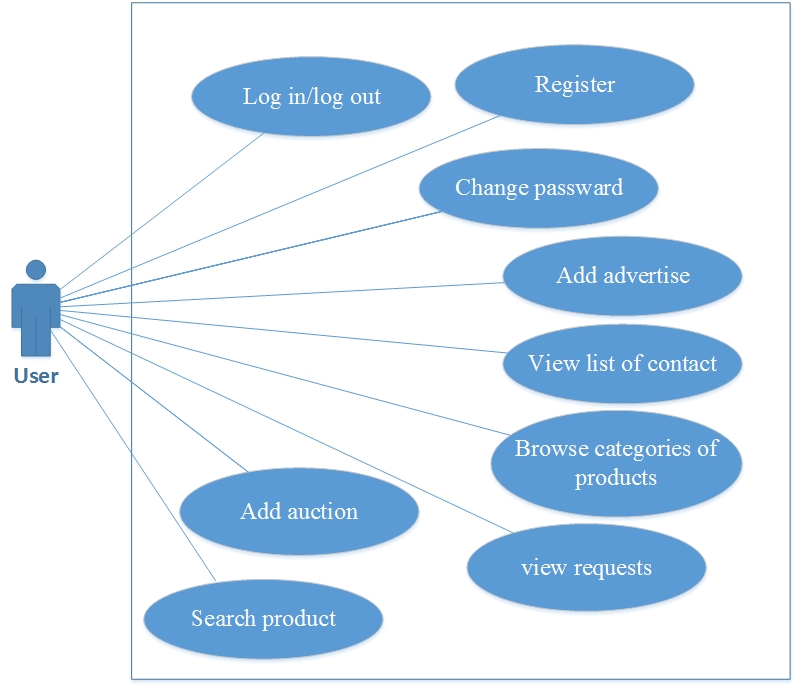 Log in/log out
Register
Change passward
Add advertise
View list of contact
User
Browse categories of
products
Add auction
view requests
Search product